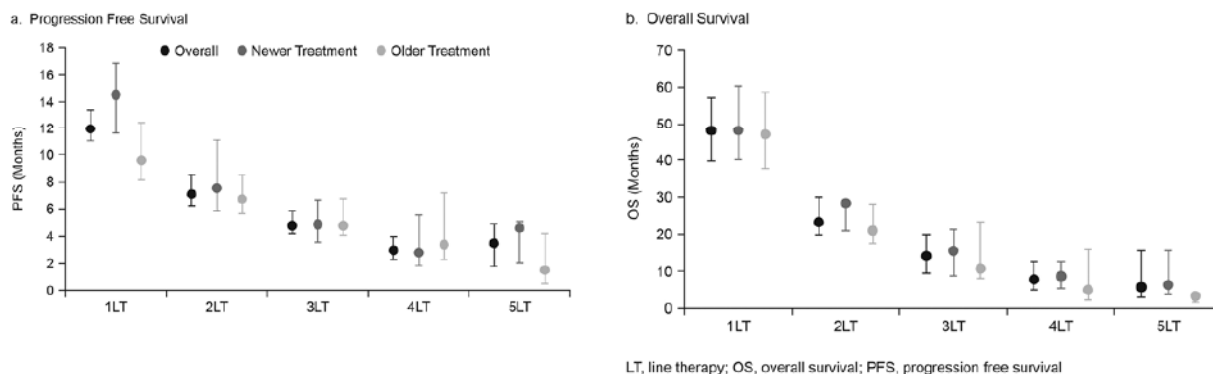 a. Progression Free Survival
Overall Newer Treatment Older Treatment
PFS (Months)
18
16
14
12
10
8
6
4
2
0
1LT 2LT 3LT 4LT 5LT
b. Overall Survival
OS (Months)
70
60
50
40
30
20
10
0
1LT 2LT 3LT 4LT 5LT
LT, line therapy; OS, overall survival; PFS, progression free survival